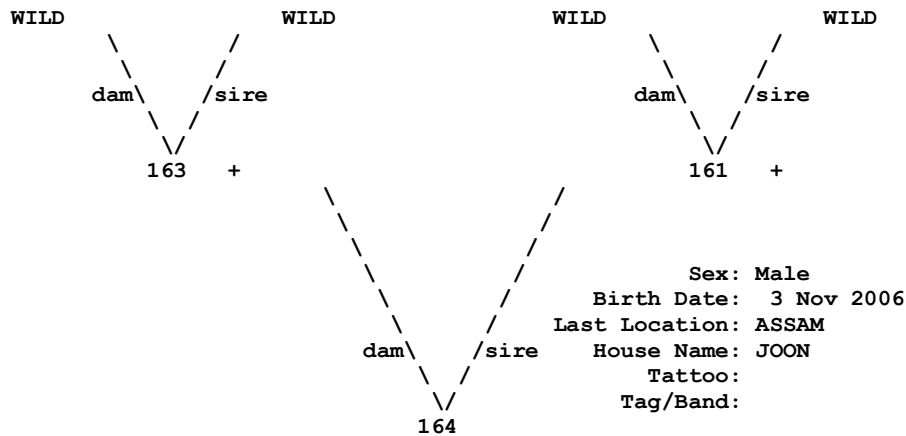 WILD WILD WILD WILD
\ / \ /
\ / \ /
dam\ /sire dam\ /sire
\ / \ /
\/ \/
163 + 161 +
\ /
\ /
\ /
\ /
\ / Sex: Male
\ / Birth Date: 3 Nov 2006
\ / Last Location: ASSAM
dam\ /sire House Name: JOON
\ / Tattoo:
\/ Tag/Band:
164